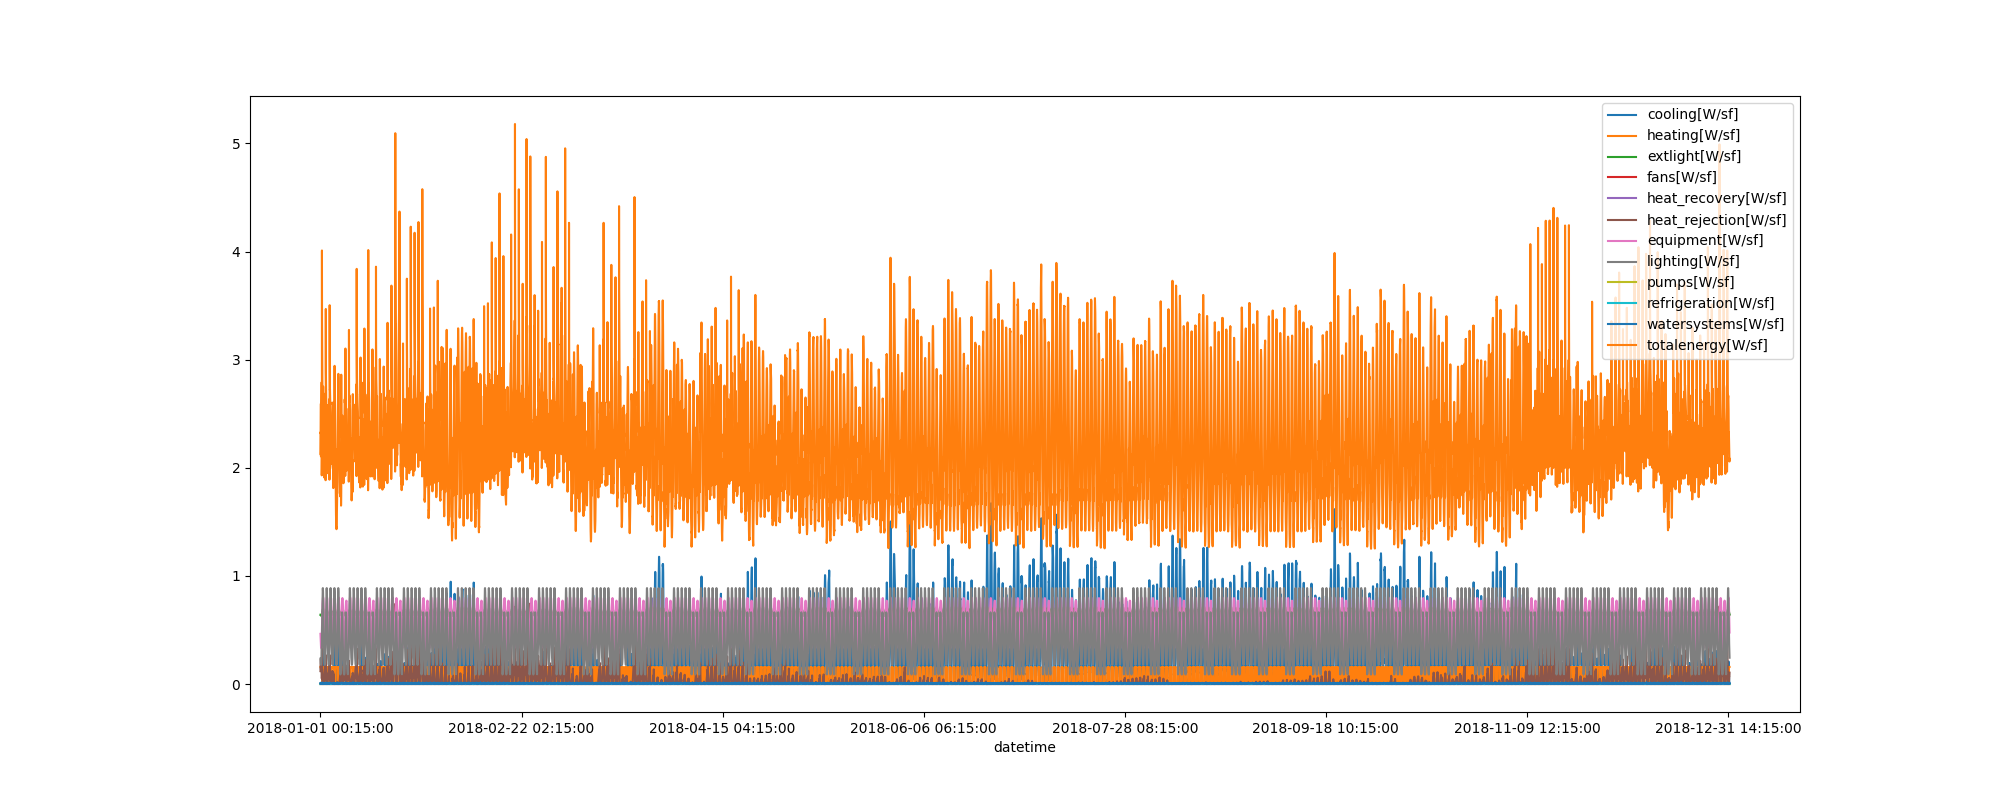 5
4
3
2
1
0
cooling[W/sf]
heating[W/sf]
extlight[W/sf]
fans[W/sf]
heat_recovery[W/sf]
heat_rejection[W/sf]
equipment[W/sf]
lighting[W/sf]
pumps[W/sf]
refrigeration[W/sf]
watersystems[W/sf]
totalenergy[W/sf]
2018-01-01 00:15:00 2018-02-22 02:15:00 2018-04-15 04:15:00 2018-06-06 06:15:00 2018-07-28 08:15:00 2018-09-18 10:15:00 2018-11-09 12:15:00 2018-12-31 14:15:00
datetime